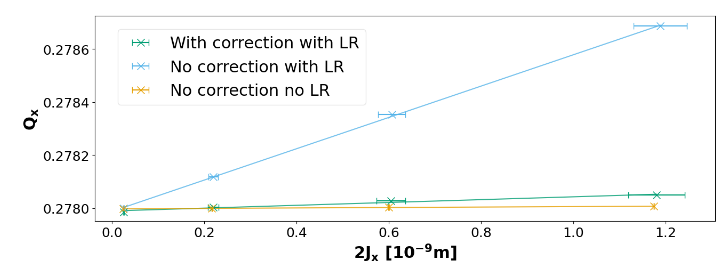 With correction with LR
No correction with LR
No correction no LR
0.2786
0.2784
0.2782
0.2780
Qx
0.0 0.2 0.4 0.6 0.8 1.0 1.2
2Jx [10⁻⁹m]